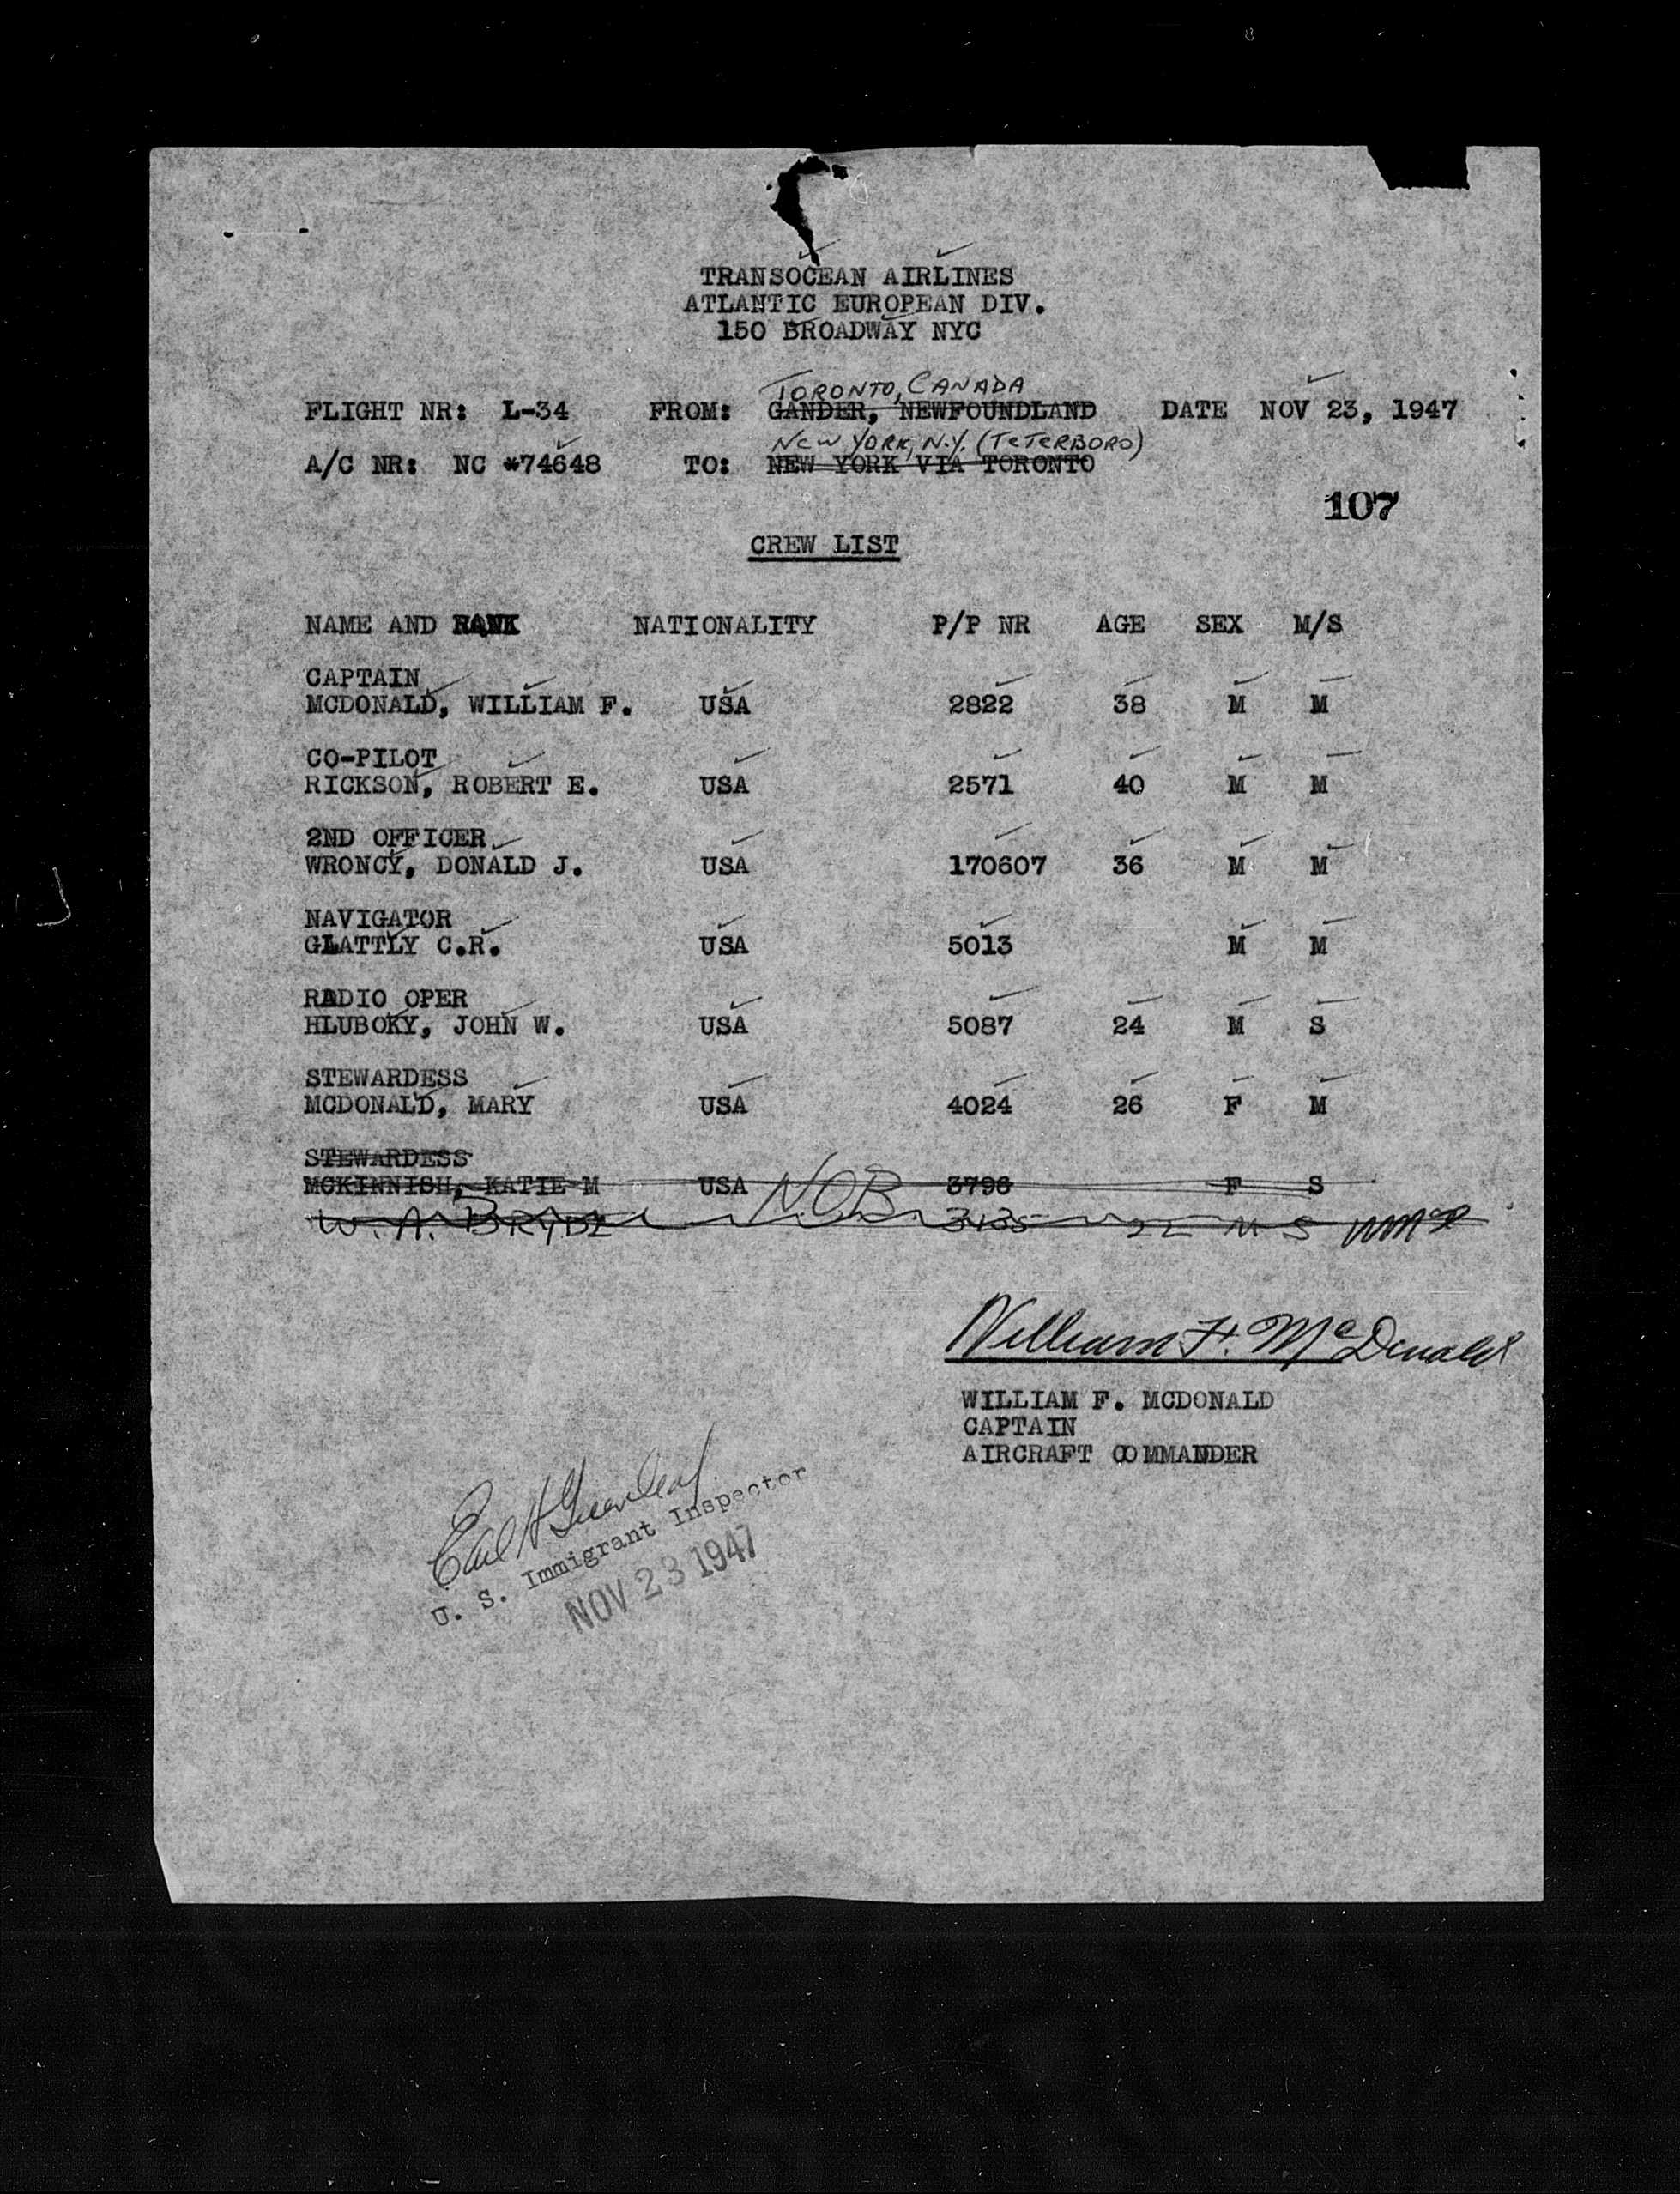 TRANSOCEAN AIRLINES
ATLANTIC EUROPEAN DIV.
150 BROADWAY NYC
TORONTO, CANADA
FLIGHT NR: L-34 FROM: GANDER, NEWFOUNDLAND DATE NOV 23, 1947
NEW YORK, N.Y. (TETERBORO)
A/C NR: NC 74648 TO: NEW YORK VIA TORONTO
107
CREW LIST
NAME AND RANK NATIONALITY P/P NR AGE SEX M/S
CAPTAIN
MCDONALD, WILLIAM F. USA 2822 38 M M
CO-PILOT
RICKSON, ROBERT E. USA 2571 40 M M
2ND OFFICER
WRONCY, DONALD J. USA 170607 36 M M
NAVIGATOR
GLATTLY C.R. USA 5013 M M
RADIO OPER
HLUBOKY, JOHN W. USA 5087 24 M S
STEWARDESS
MCDONALD, MARY USA 4024 26 F M
STEWARDESS
MCKINNISH, KATIE M USA NOB 3796 F S
W. A. 3435 22 M S
William F. McDonald
WILLIAM F. MCDONALD
CAPTAIN
AIRCRAFT COMMANDER
Earl H Greenleaf
U. S. Immigrant Inspector
NOV 23 1947